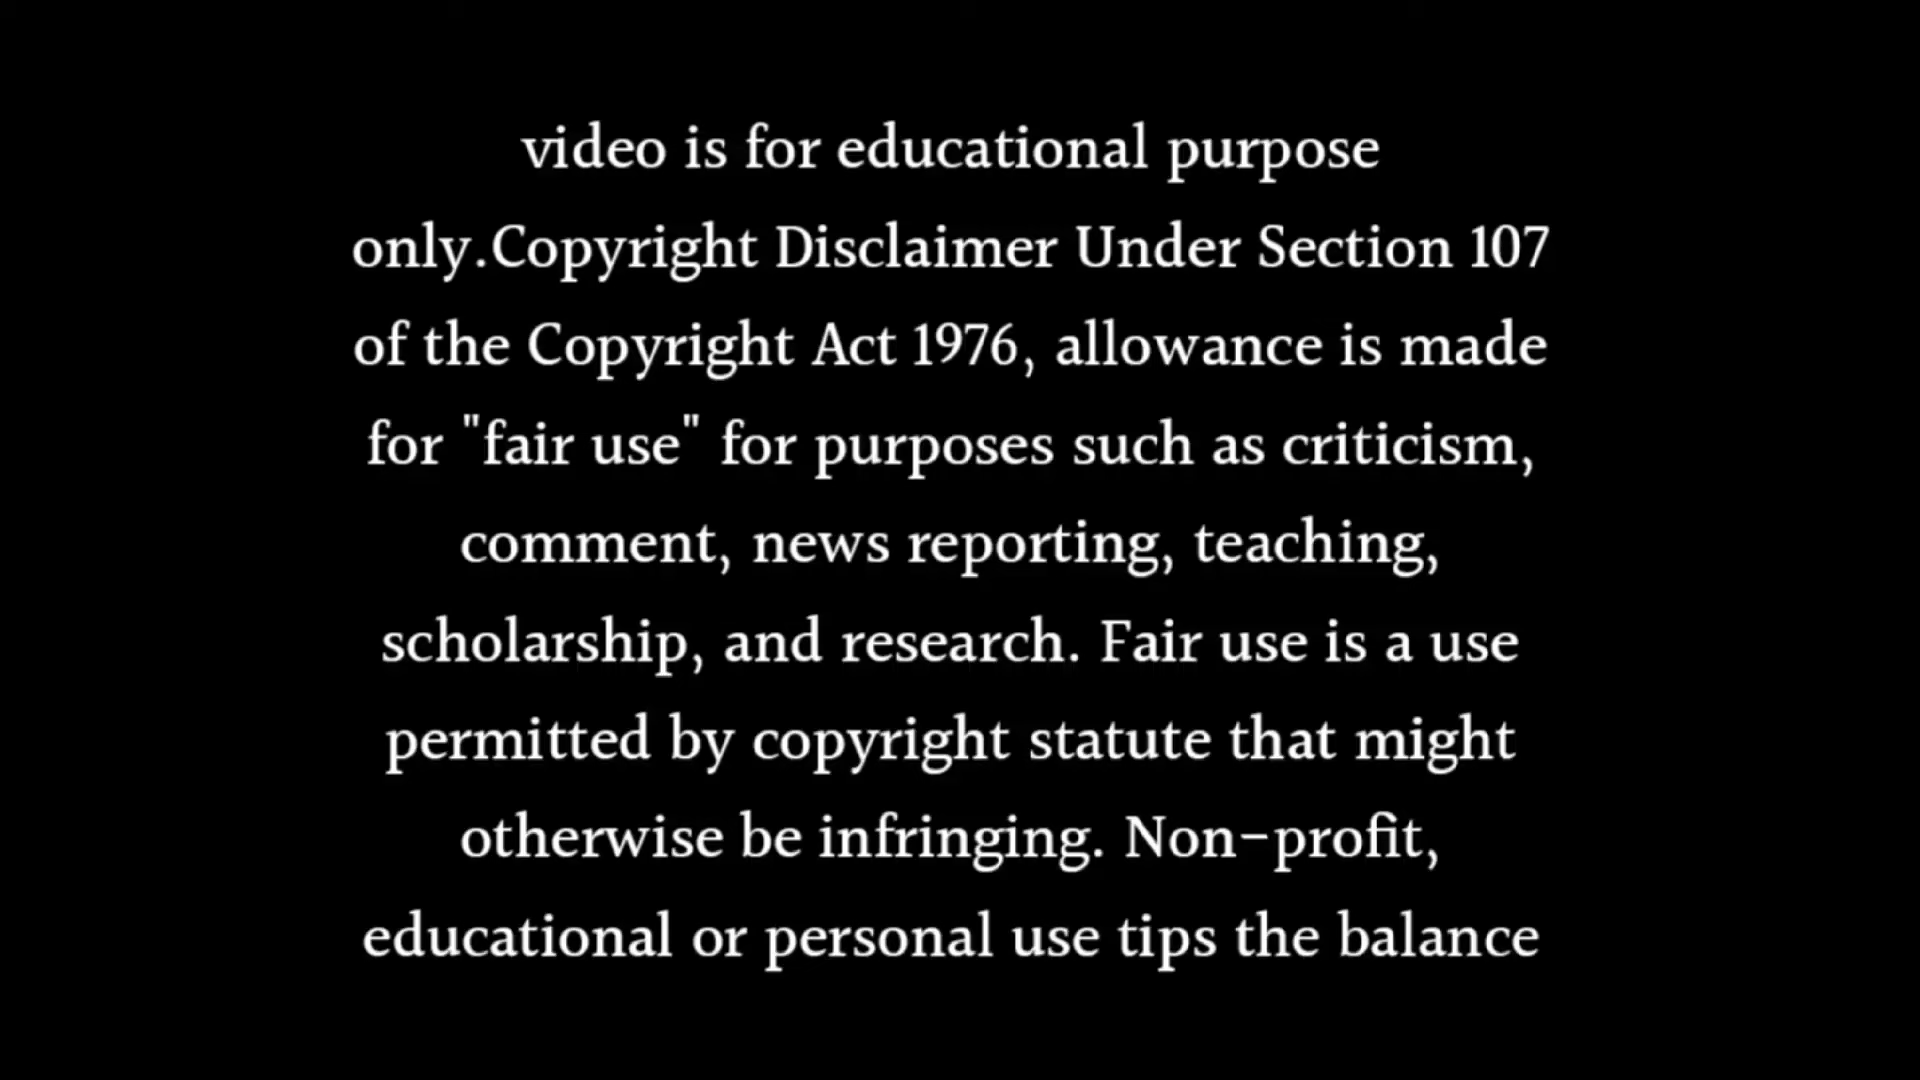 video is for educational purpose
only.Copyright Disclaimer Under Section 107
of the Copyright Act 1976, allowance is made
for "fair use" for purposes such as criticism,
comment, news reporting, teaching,
scholarship, and research. Fair use is a use
permitted by copyright statute that might
otherwise be infringing. Non-profit,
educational or personal use tips the balance